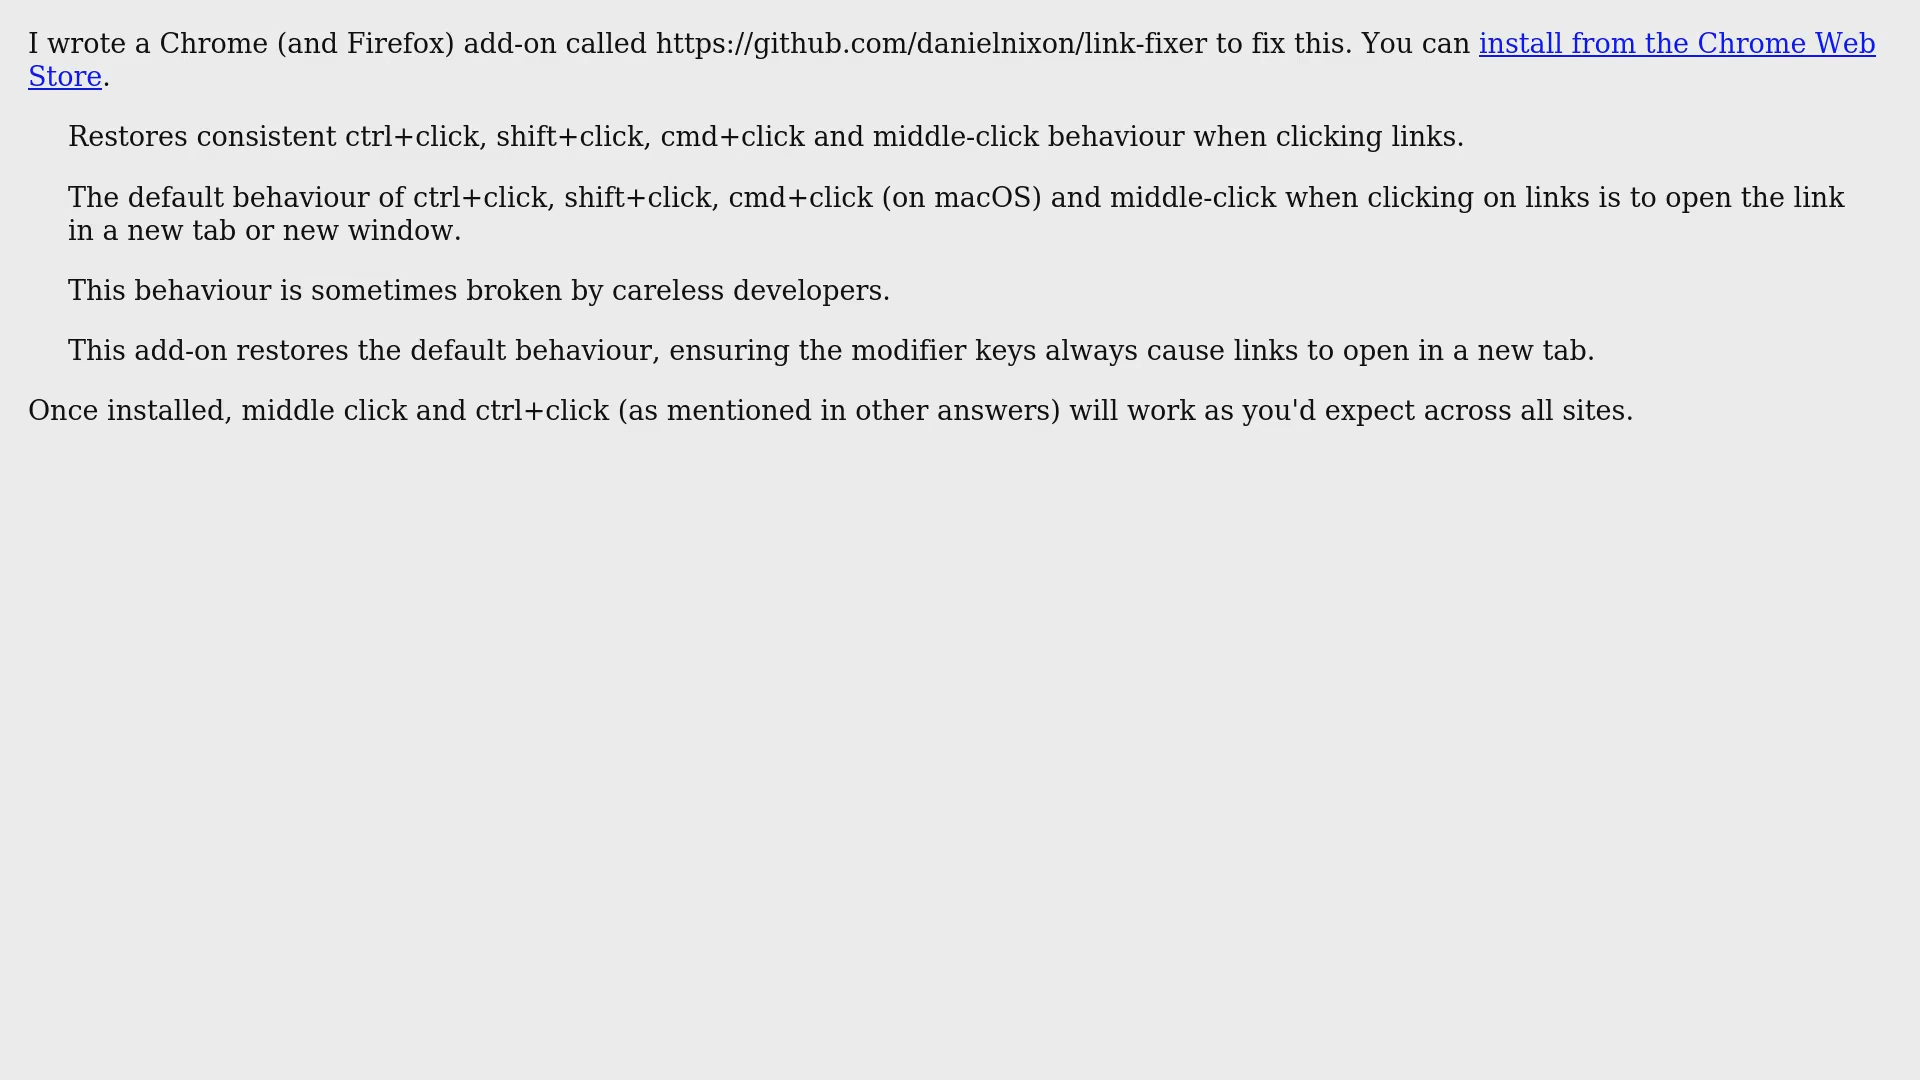 I wrote a Chrome (and Firefox) add-on called https://github.com/danielnixon/link-fixer to fix this. You can install from the Chrome Web
Store.
Restores consistent ctrl+click, shift+click, cmd+click and middle-click behaviour when clicking links.
The default behaviour of ctrl+click, shift+click, cmd+click (on macOS) and middle-click when clicking on links is to open the link
in a new tab or new window.
This behaviour is sometimes broken by careless developers.
This add-on restores the default behaviour, ensuring the modifier keys always cause links to open in a new tab.
Once installed, middle click and ctrl+click (as mentioned in other answers) will work as you'd expect across all sites.